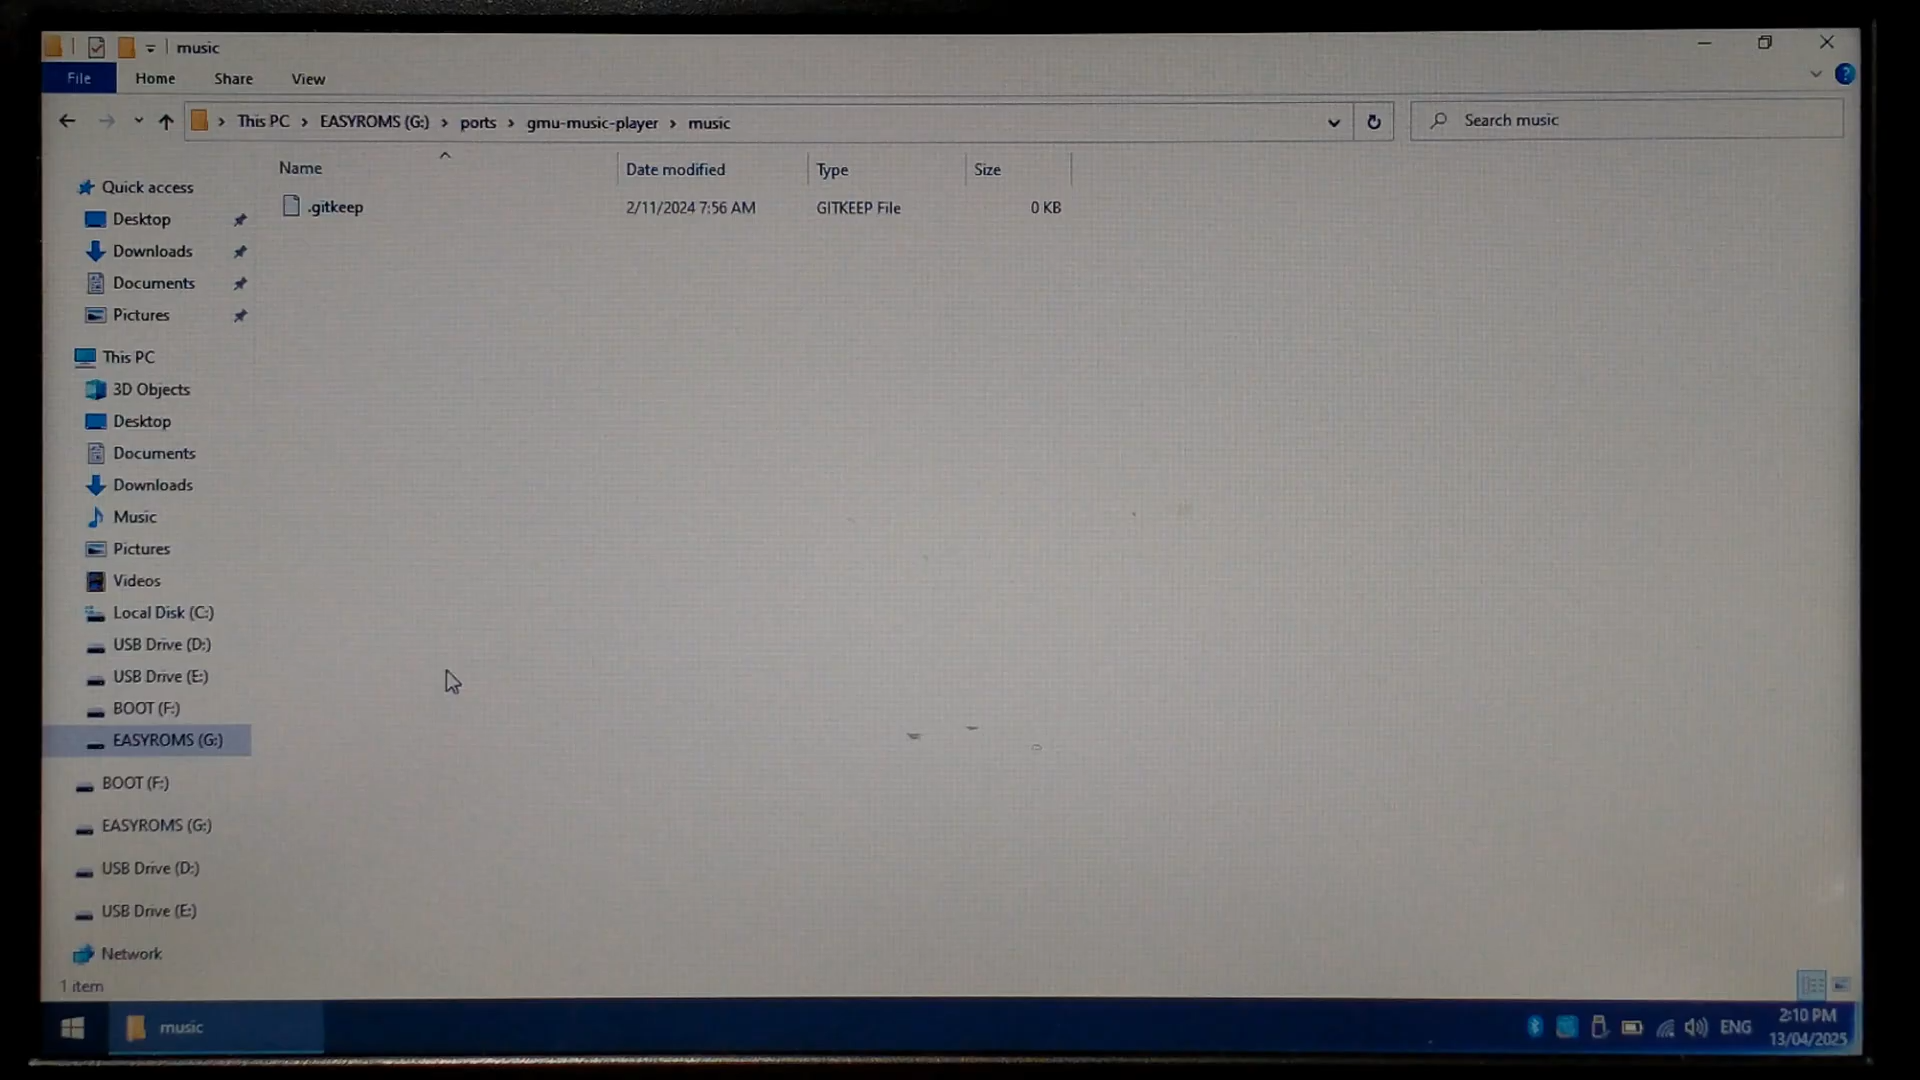 music
File Home Share View
This PC > EASYROMS (G:) > ports > gmu-music-player > music
Search music
Name Date modified Type Size
.gitkeep 2/11/2024 7:56 AM GITKEEP File 0 KB
Quick access
Desktop
Downloads
Documents
Pictures
This PC
3D Objects
Desktop
Documents
Downloads
Music
Pictures
Videos
Local Disk (C:)
USB Drive (D:)
USB Drive (E:)
BOOT (F:)
EASYROMS (G:)
BOOT (F:)
EASYROMS (G:)
USB Drive (D:)
USB Drive (E:)
Network
1 item
music
ENG
2:10 PM
13/04/2025